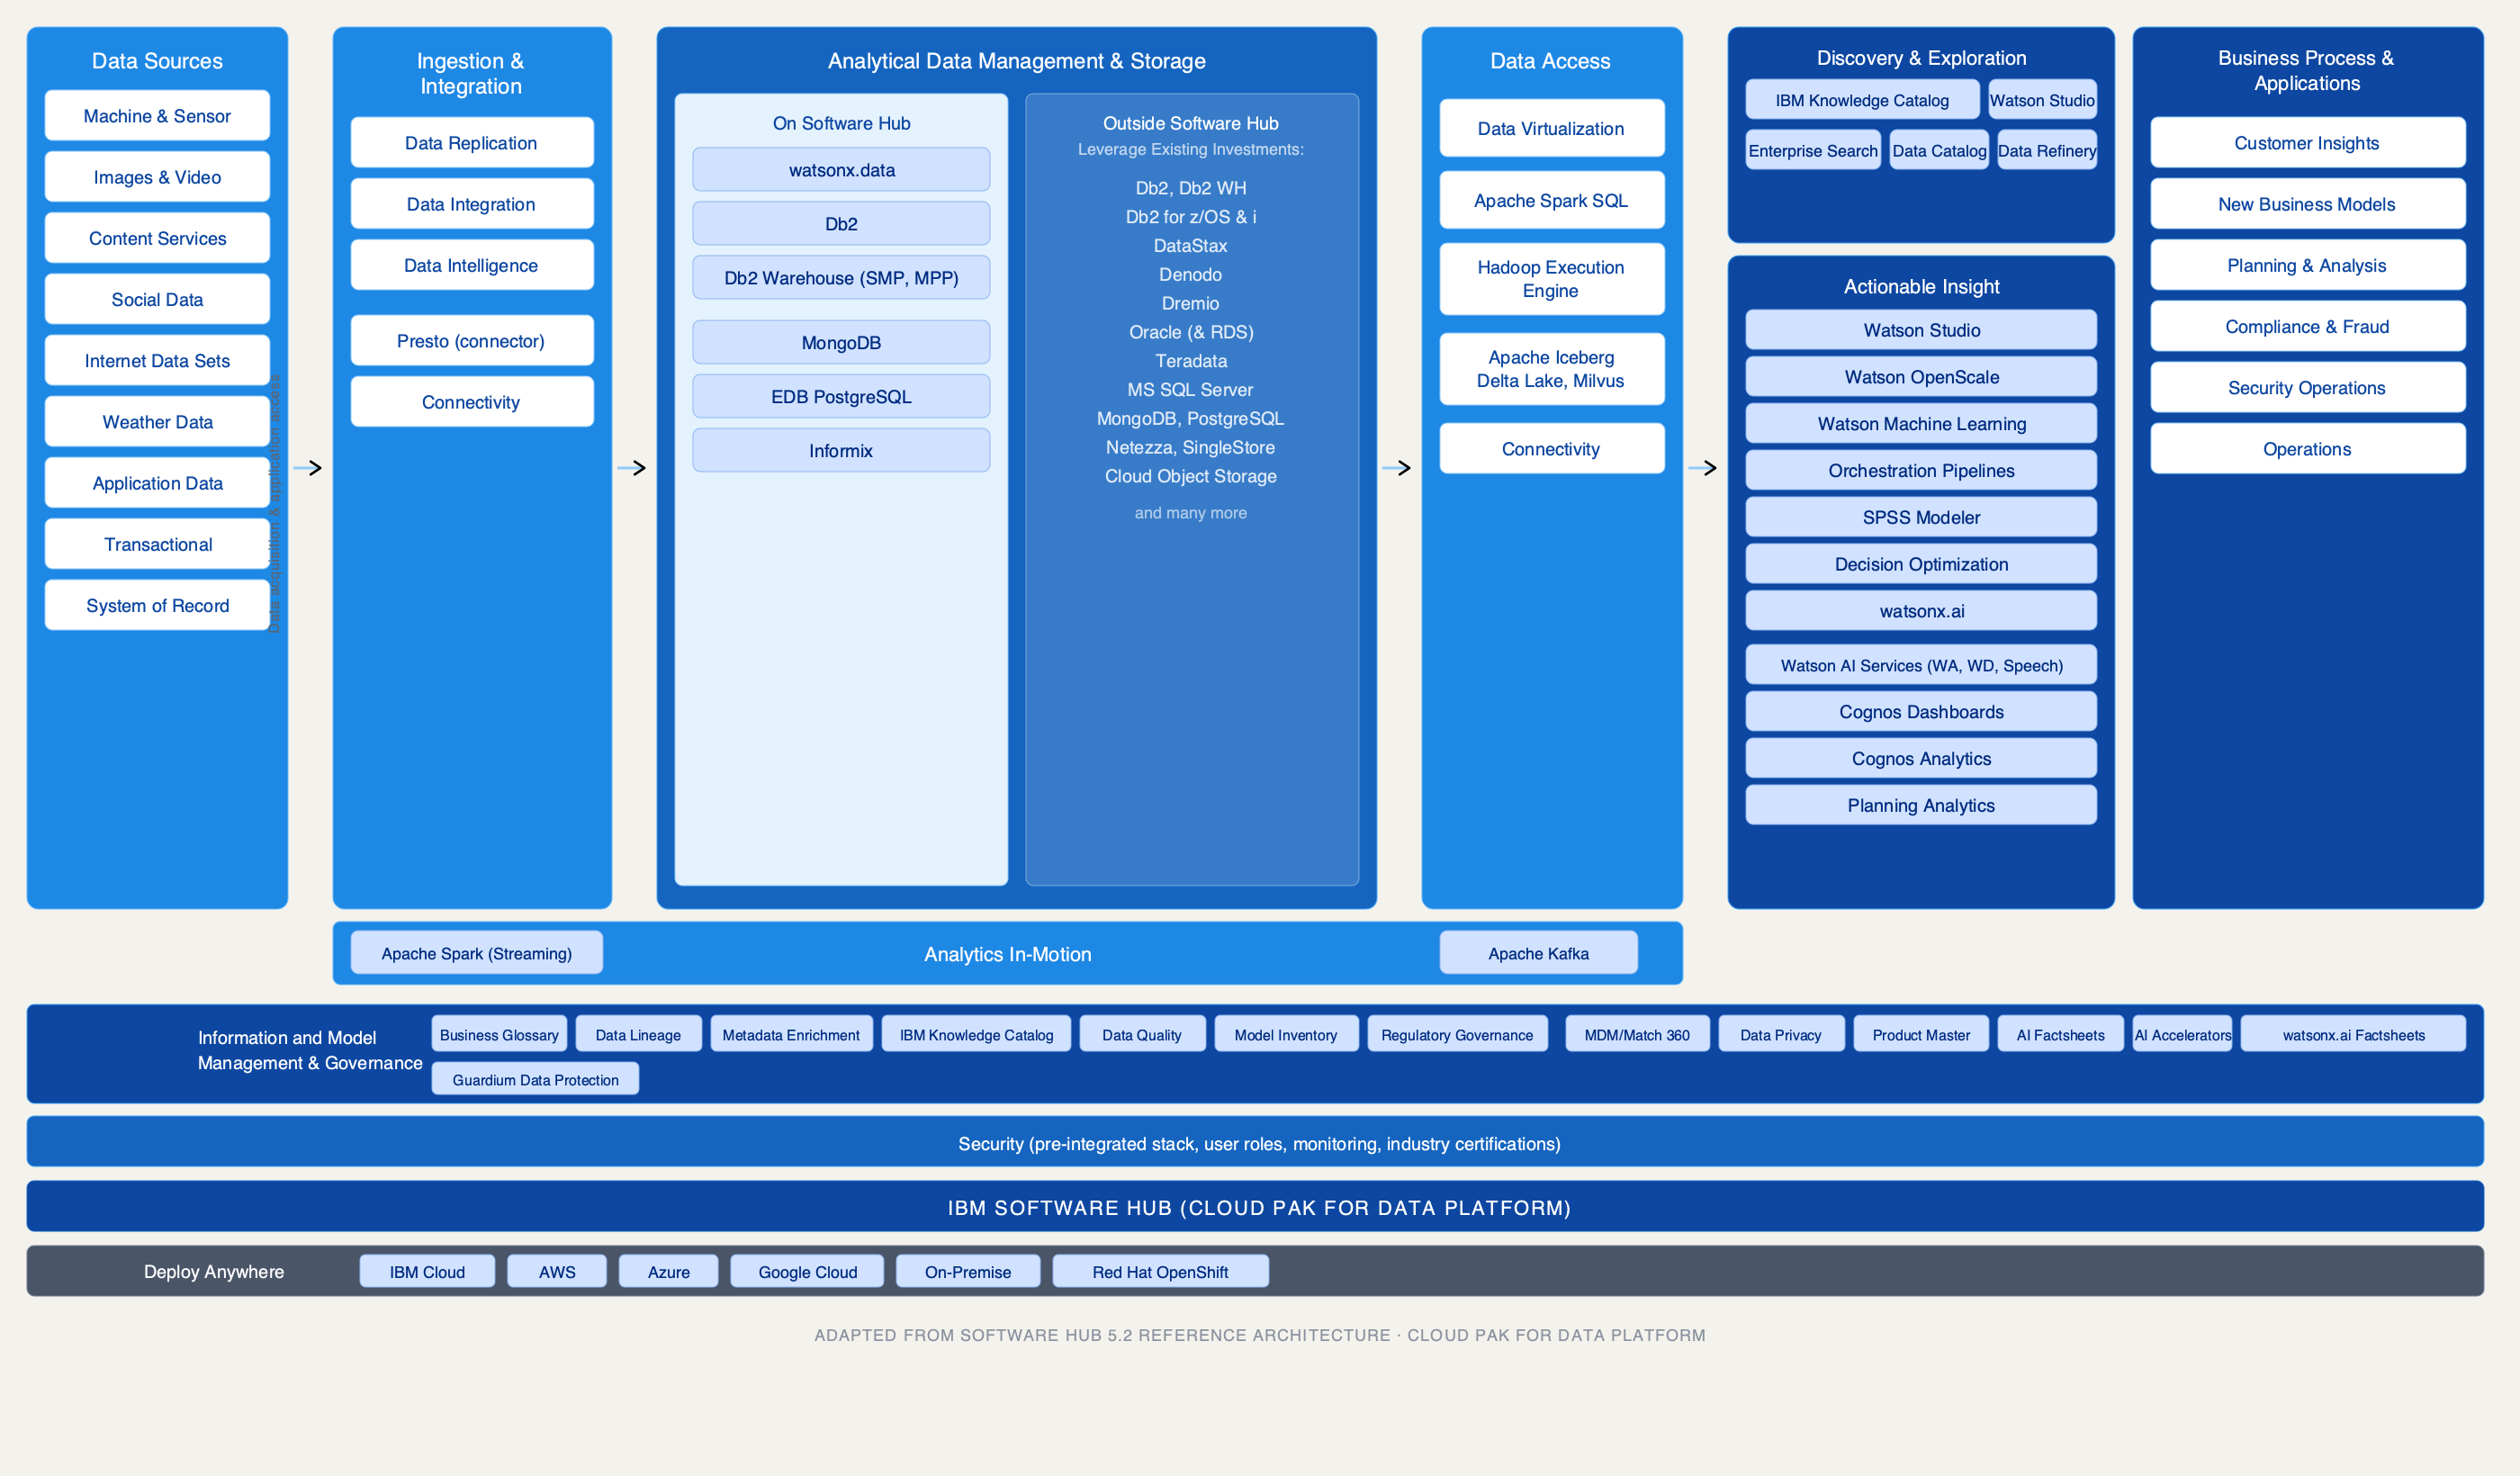 Data Sources
Machine & Sensor
Images & Video
Content Services
Social Data
Internet Data Sets
Weather Data
Application Data
Transactional
System of Record
Data acquisition & application access
Ingestion &
Integration
Data Replication
Data Integration
Data Intelligence
Presto (connector)
Connectivity
Analytical Data Management & Storage
On Software Hub
watsonx.data
Db2
Db2 Warehouse (SMP, MPP)
MongoDB
EDB PostgreSQL
Informix
Outside Software Hub
Leverage Existing Investments:
Db2, Db2 WH
Db2 for z/OS & i
DataStax
Denodo
Dremio
Oracle (& RDS)
Teradata
MS SQL Server
MongoDB, PostgreSQL
Netezza, SingleStore
Cloud Object Storage
and many more
Data Access
Data Virtualization
Apache Spark SQL
Hadoop Execution
Engine
Apache Iceberg
Delta Lake, Milvus
Connectivity
Discovery & Exploration
IBM Knowledge Catalog
Watson Studio
Enterprise Search
Data Catalog
Data Refinery
Actionable Insight
Watson Studio
Watson OpenScale
Watson Machine Learning
Orchestration Pipelines
SPSS Modeler
Decision Optimization
watsonx.ai
Watson AI Services (WA, WD, Speech)
Cognos Dashboards
Cognos Analytics
Planning Analytics
Business Process &
Applications
Customer Insights
New Business Models
Planning & Analysis
Compliance & Fraud
Security Operations
Operations
Apache Spark (Streaming)
Analytics In-Motion
Apache Kafka
Information and Model
Management & Governance
Business Glossary
Data Lineage
Metadata Enrichment
IBM Knowledge Catalog
Data Quality
Model Inventory
Regulatory Governance
MDM/Match 360
Data Privacy
Product Master
AI Factsheets
AI Accelerators
watsonx.ai Factsheets
Guardium Data Protection
Security (pre-integrated stack, user roles, monitoring, industry certifications)
IBM SOFTWARE HUB (CLOUD PAK FOR DATA PLATFORM)
Deploy Anywhere
IBM Cloud
AWS
Azure
Google Cloud
On-Premise
Red Hat OpenShift
ADAPTED FROM SOFTWARE HUB 5.2 REFERENCE ARCHITECTURE · CLOUD PAK FOR DATA PLATFORM